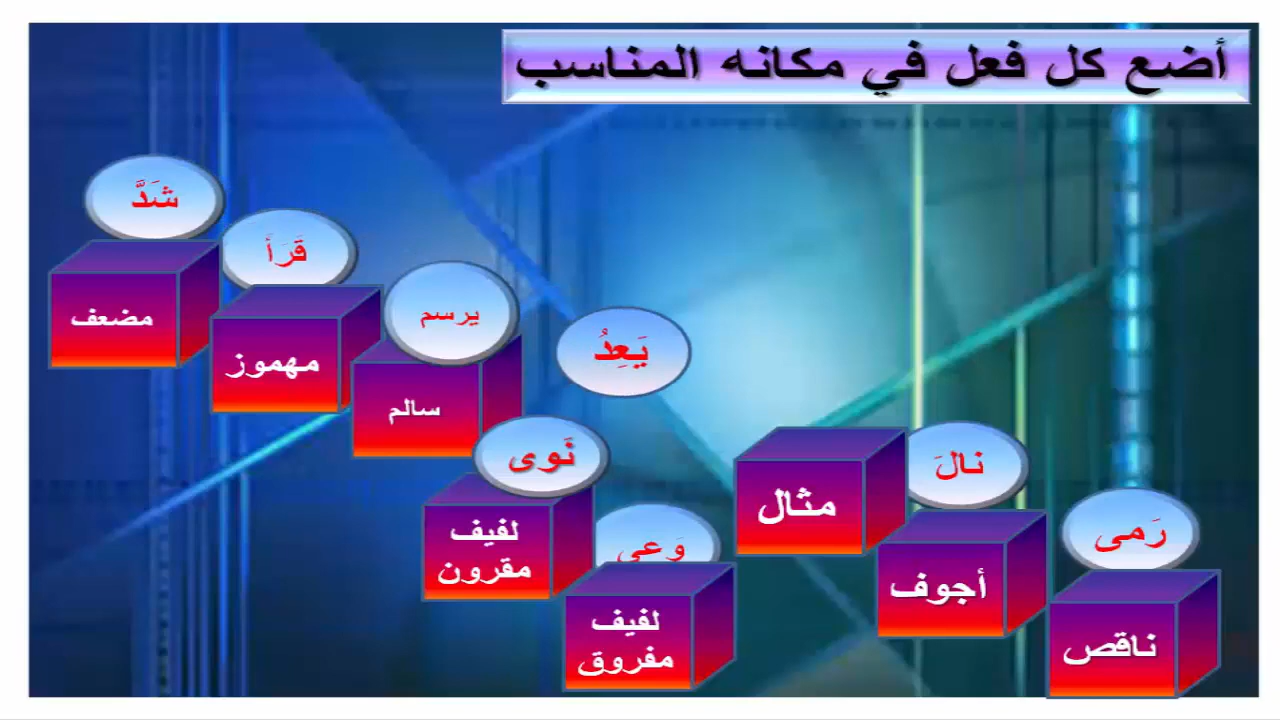 أضع كل فعل في مكانه المناسب
شَدَّ
مضعف
قَرَأَ
مهموز
يرسم
سالم
يَعِدُ
نَوى
لفيف
مقرون
وَعى
لفيف
مفروق
مثال
نالَ
أجوف
رَمى
ناقص